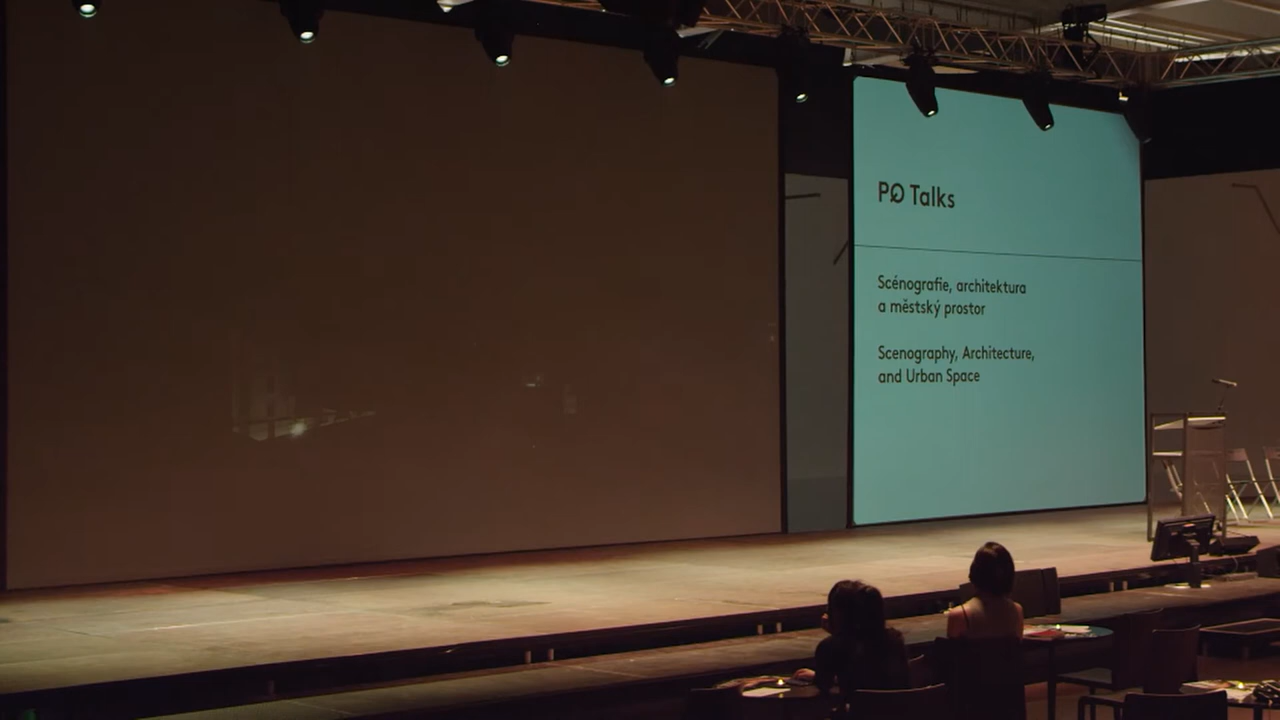 PQ Talks
Scénografie, architektura
a městský prostor
Scenography, Architecture,
and Urban Space